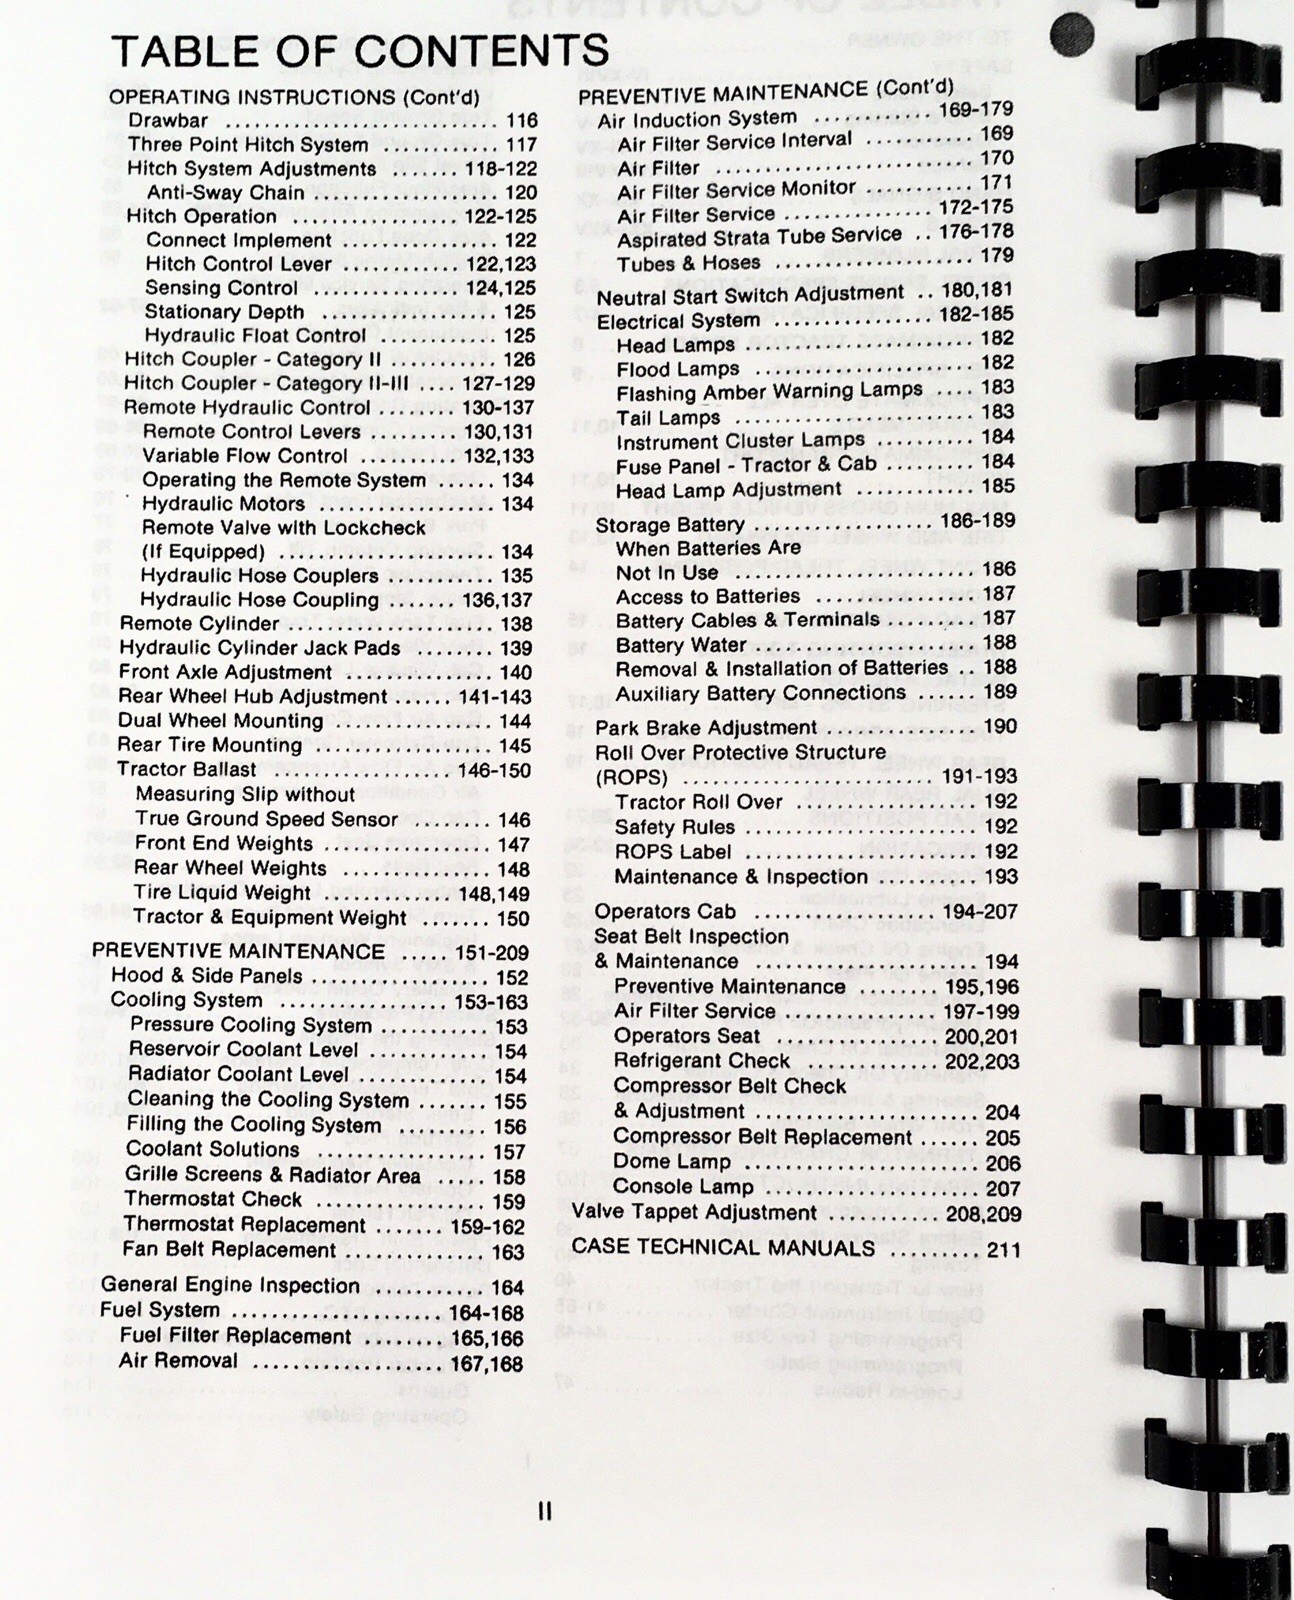 TABLE OF CONTENTS
OPERATING INSTRUCTIONS (Cont'd)
Drawbar ............................ 116
Three Point Hitch System ............. 117
Hitch System Adjustments ....... 118-122
Anti-Sway Chain ................... 120
Hitch Operation ................. 122-125
Connect Implement ................ 122
Hitch Control Lever ............ 122,123
Sensing Control ............... 124,125
Stationary Depth ................. 125
Hydraulic Float Control ............ 125
Hitch Coupler - Category II ........... 126
Hitch Coupler - Category II-III .... 127-129
Remote Hydraulic Control ........ 130-137
Remote Control Levers ......... 130,131
Variable Flow Control .......... 132,133
Operating the Remote System ....... 134
Hydraulic Motors .................. 134
Remote Valve with Lockcheck
(If Equipped) ...................... 134
Hydraulic Hose Couplers ........... 135
Hydraulic Hose Coupling ....... 136,137
Remote Cylinder ...................... 138
Hydraulic Cylinder Jack Pads ........ 139
Front Axle Adjustment ............... 140
Rear Wheel Hub Adjustment ...... 141-143
Dual Wheel Mounting ................ 144
Rear Tire Mounting .................. 145
Tractor Ballast .................. 146-150
Measuring Slip without
True Ground Speed Sensor ......... 146
Front End Weights ................. 147
Rear Wheel Weights ............... 148
Tire Liquid Weight .............. 148,149
Tractor & Equipment Weight ....... 150
PREVENTIVE MAINTENANCE ..... 151-209
Hood & Side Panels .................. 152
Cooling System ................. 153-163
Pressure Cooling System ........... 153
Reservoir Coolant Level ............ 154
Radiator Coolant Level ............. 154
Cleaning the Cooling System ....... 155
Filling the Cooling System ......... 156
Coolant Solutions ................. 157
Grille Screens & Radiator Area ..... 158
Thermostat Check ................. 159
Thermostat Replacement ....... 159-162
Fan Belt Replacement .............. 163
General Engine Inspection ........... 164
Fuel System ..................... 164-168
Fuel Filter Replacement ........ 165,166
Air Removal .................... 167,168
PREVENTIVE MAINTENANCE (Cont'd)
Air Induction System ............ 169-179
Air Filter Service Interval .......... 169
Air Filter .......................... 170
Air Filter Service Monitor ........... 171
Air Filter Service ............... 172-175
Aspirated Strata Tube Service .. 176-178
Tubes & Hoses .................... 179
Neutral Start Switch Adjustment .. 180,181
Electrical System ................ 182-185
Head Lamps ....................... 182
Flood Lamps ...................... 182
Flashing Amber Warning Lamps .... 183
Tail Lamps ........................ 183
Instrument Cluster Lamps .......... 184
Fuse Panel - Tractor & Cab ......... 184
Head Lamp Adjustment ............ 185
Storage Battery ................... 186-189
When Batteries Are
Not In Use ........................ 186
Access to Batteries ................ 187
Battery Cables & Terminals .......... 187
Battery Water ....................... 188
Removal & Installation of Batteries .. 188
Auxiliary Battery Connections ...... 189
Park Brake Adjustment ................ 190
Roll Over Protective Structure
(ROPS) ......................... 191-193
Tractor Roll Over .................. 192
Safety Rules ........................ 192
ROPS Label ........................ 192
Maintenance & Inspection .......... 193
Operators Cab .................. 194-207
Seat Belt Inspection
& Maintenance ....................... 194
Preventive Maintenance ........ 195,196
Air Filter Service ............... 197-199
Operators Seat ................ 200,201
Refrigerant Check ............. 202,203
Compressor Belt Check
& Adjustment ....................... 204
Compressor Belt Replacement ...... 205
Dome Lamp ........................ 206
Console Lamp ...................... 207
Valve Tappet Adjustment ........... 208,209
CASE TECHNICAL MANUALS ......... 211
II